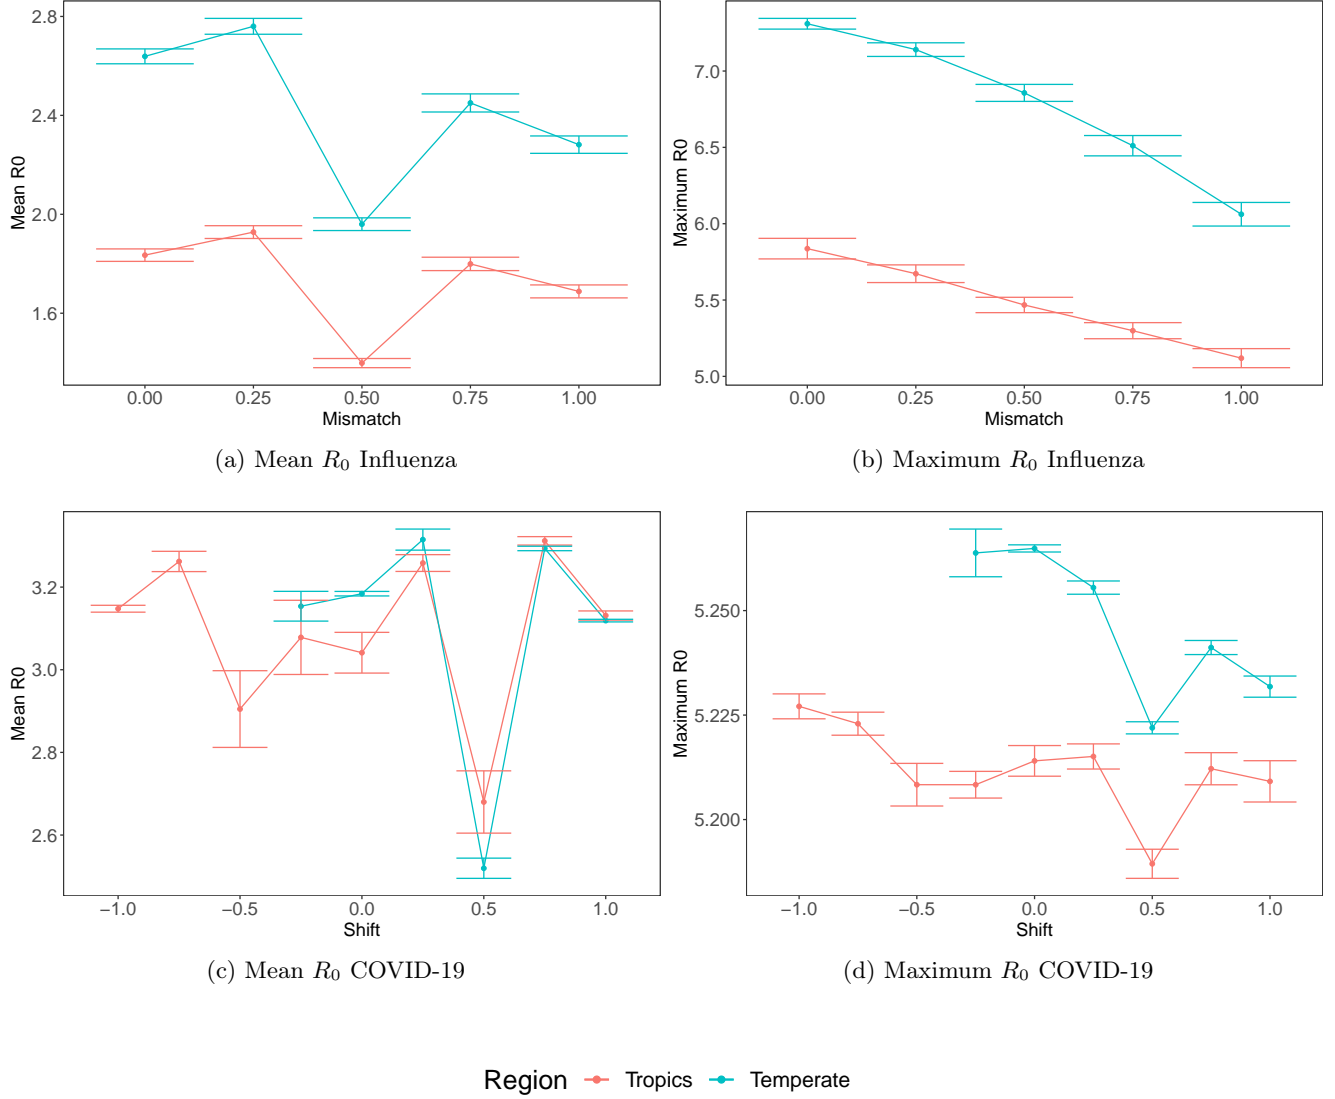 2.8
2.4
2.0
1.6
Mean R0
0.00 0.25 0.50 0.75 1.00
Mismatch
(a) Mean R₀ Influenza
7.0
6.5
6.0
5.5
5.0
Maximum R0
0.00 0.25 0.50 0.75 1.00
Mismatch
(b) Maximum R₀ Influenza
3.2
3.0
2.8
2.6
Mean R0
−1.0 −0.5 0.0 0.5 1.0
Shift
(c) Mean R₀ COVID-19
5.250
5.225
5.200
Maximum R0
−1.0 −0.5 0.0 0.5 1.0
Shift
(d) Maximum R₀ COVID-19
Region Tropics Temperate